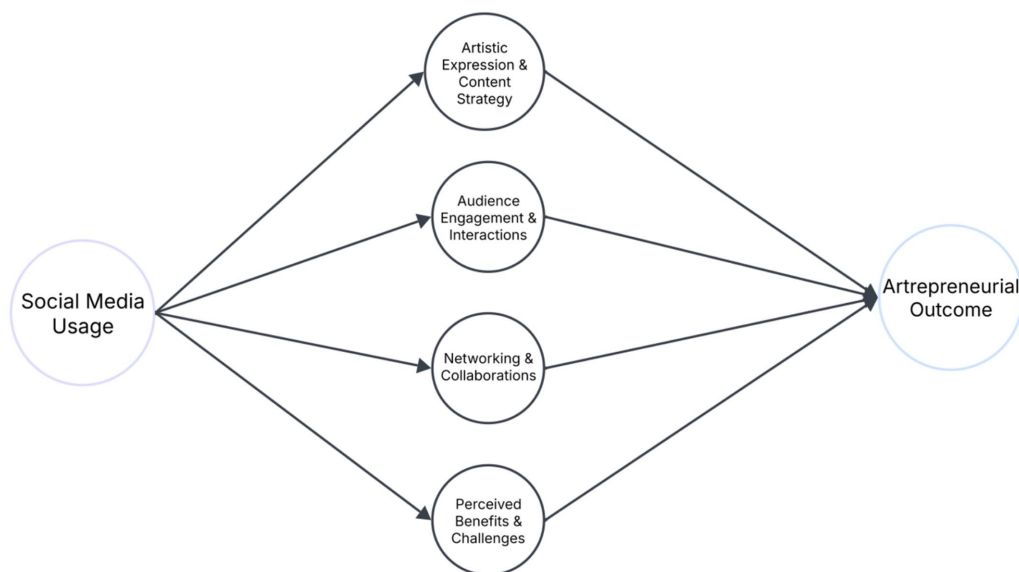 Artistic
Expression &
Content
Strategy
Audience
Engagement &
Interactions
Social Media
Usage
Artrepreneurial
Outcome
Networking &
Collaborations
Perceived
Benefits &
Challenges